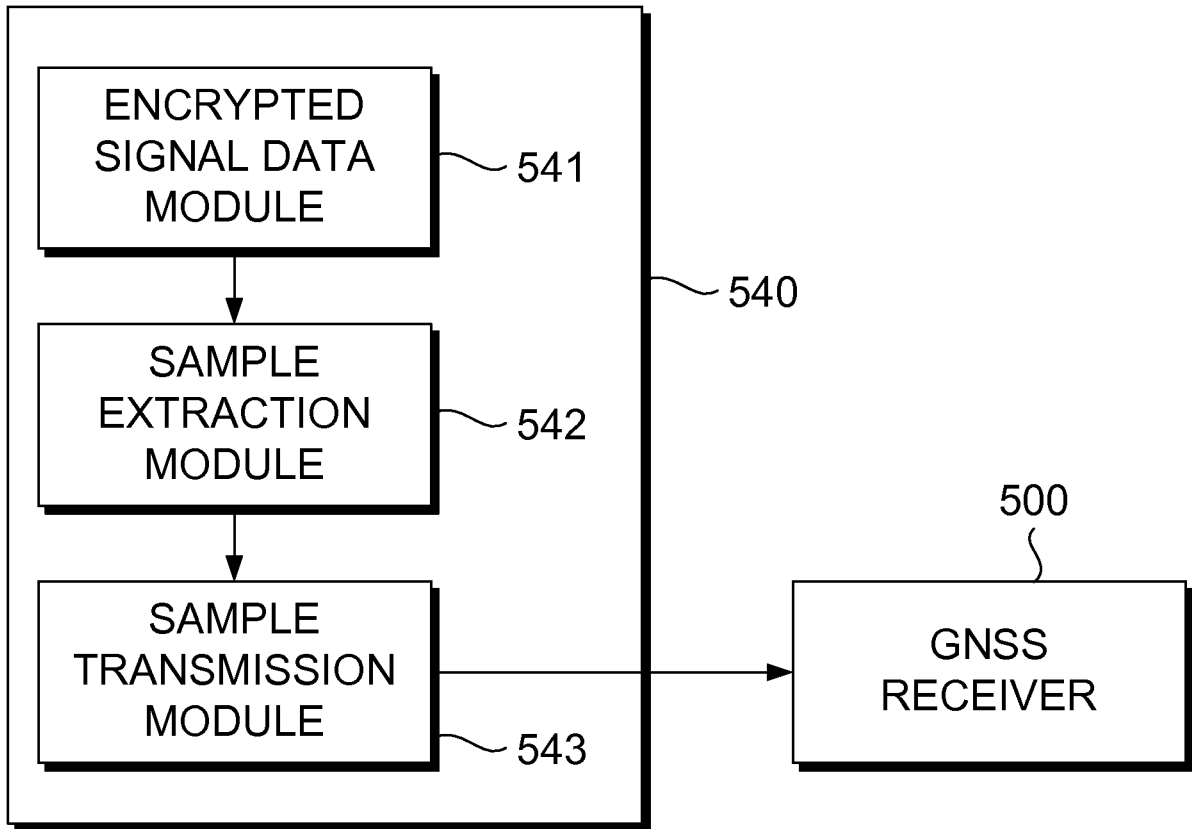 ENCRYPTED
SIGNAL DATA
MODULE
541
540
SAMPLE
EXTRACTION
MODULE
542
SAMPLE
TRANSMISSION
MODULE
543
500
GNSS
RECEIVER